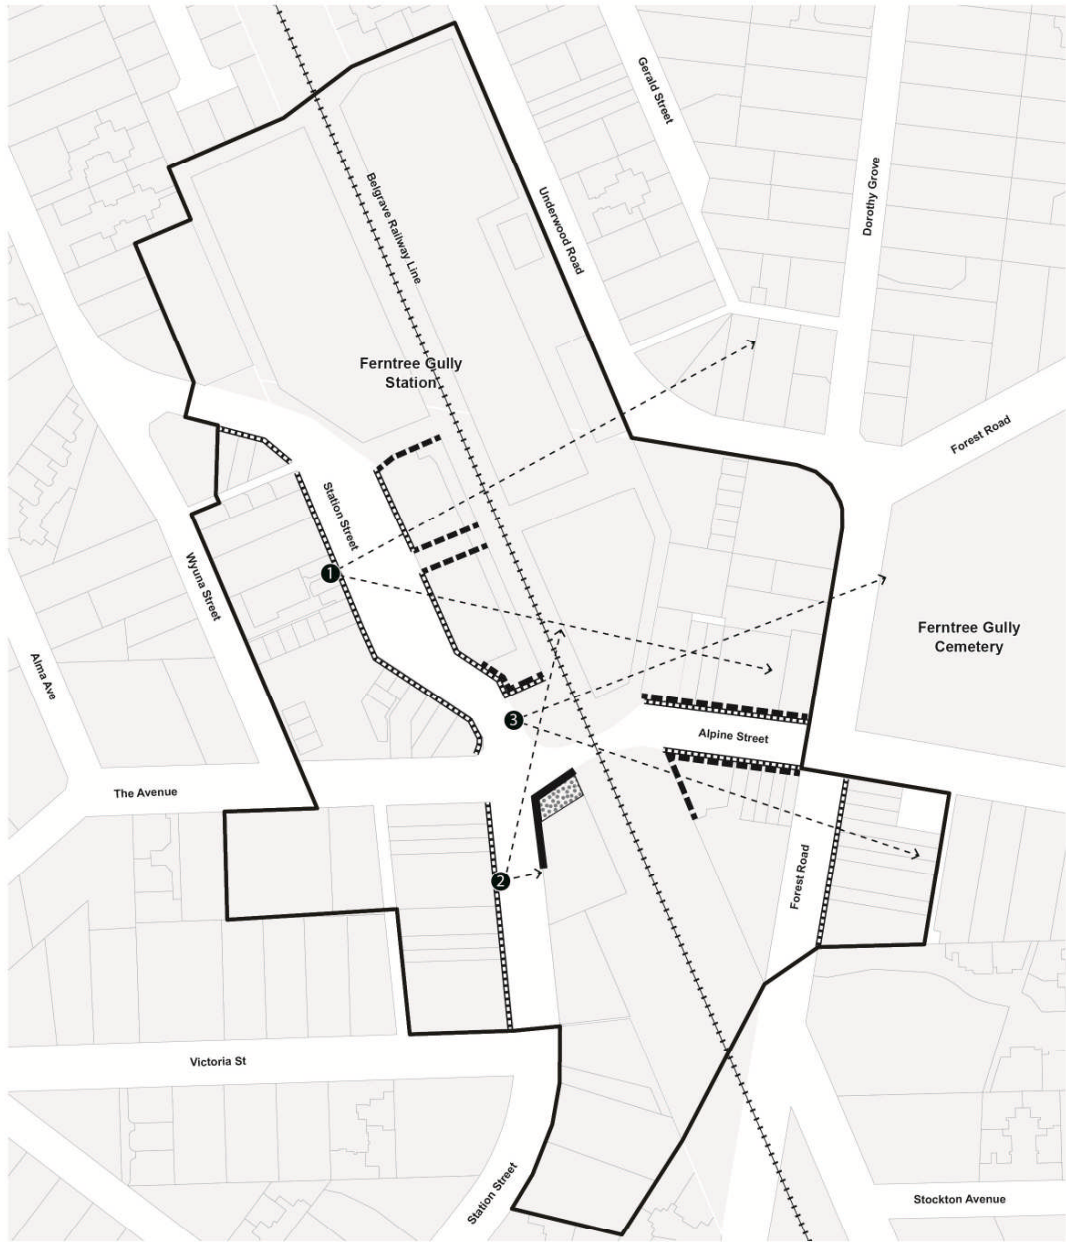 Gerald Street
Belgrave Railway Line
Underwood Road
Dorothy Grove
Ferntree Gully
Station
Forest Road
Station Street
Wyuna Street
1
Ferntree Gully
Cemetery
Alma Ave
3
Alpine Street
The Avenue
Forest Road
2
Victoria St
Station Street
Stockton Avenue